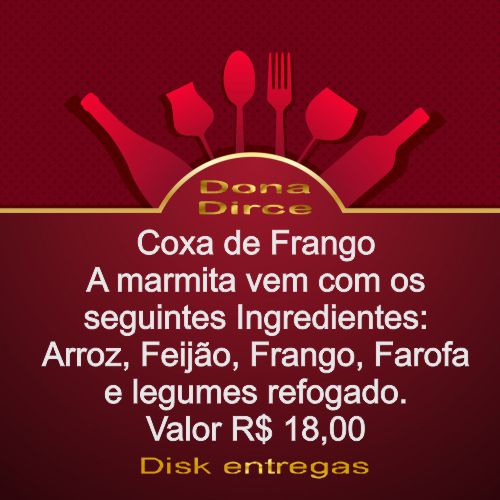 Dona
Dirce
Coxa de Frango
A marmita vem com os
seguintes Ingredientes:
Arroz, Feijão, Frango, Farofa
e legumes refogado.
Valor R$ 18,00
Disk entregas